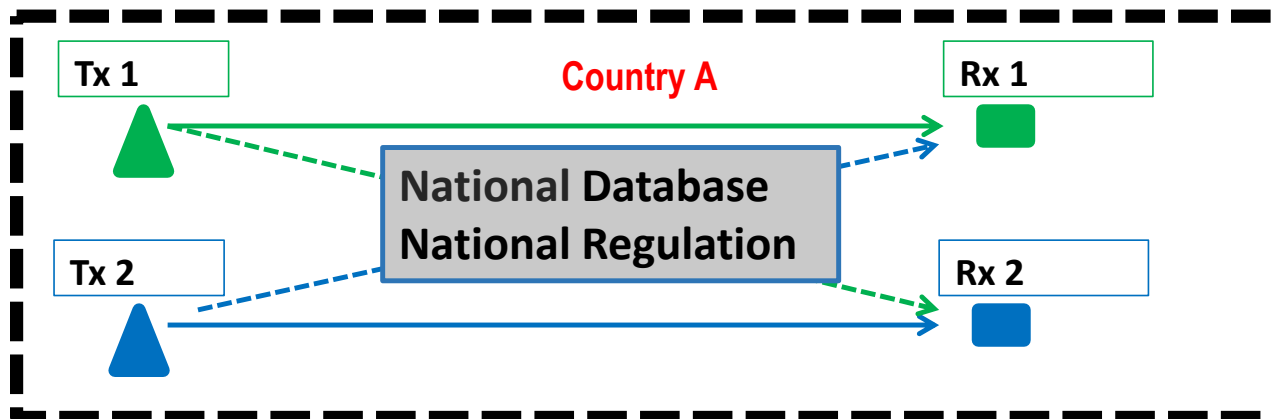 Tx 1
Country A
Rx 1
National Database
National Regulation
Tx 2
Rx 2